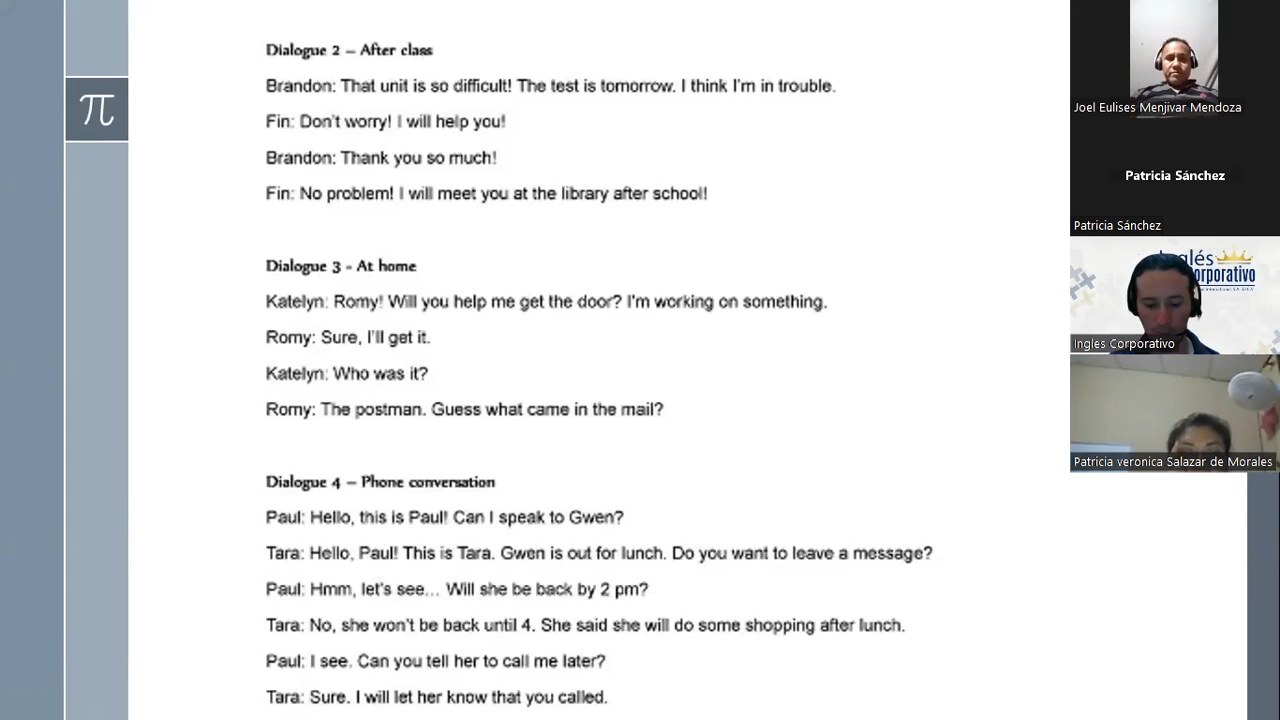 π
Dialogue 2 – After class
Brandon: That unit is so difficult! The test is tomorrow. I think I'm in trouble.
Fin: Don't worry! I will help you!
Brandon: Thank you so much!
Fin: No problem! I will meet you at the library after school!
Dialogue 3 - At home
Katelyn: Romy! Will you help me get the door? I'm working on something.
Romy: Sure, I'll get it.
Katelyn: Who was it?
Romy: The postman. Guess what came in the mail?
Dialogue 4 – Phone conversation
Paul: Hello, this is Paul! Can I speak to Gwen?
Tara: Hello, Paul! This is Tara. Gwen is out for lunch. Do you want to leave a message?
Paul: Hmm, let's see... Will she be back by 2 pm?
Tara: No, she won't be back until 4. She said she will do some shopping after lunch.
Paul: I see. Can you tell her to call me later?
Tara: Sure. I will let her know that you called.
Joel Eulises Menjivar Mendoza
Patricia Sánchez
Patricia Sánchez
Inglés
orporativo
Ingles Corporativo
Patricia veronica Salazar de Morales